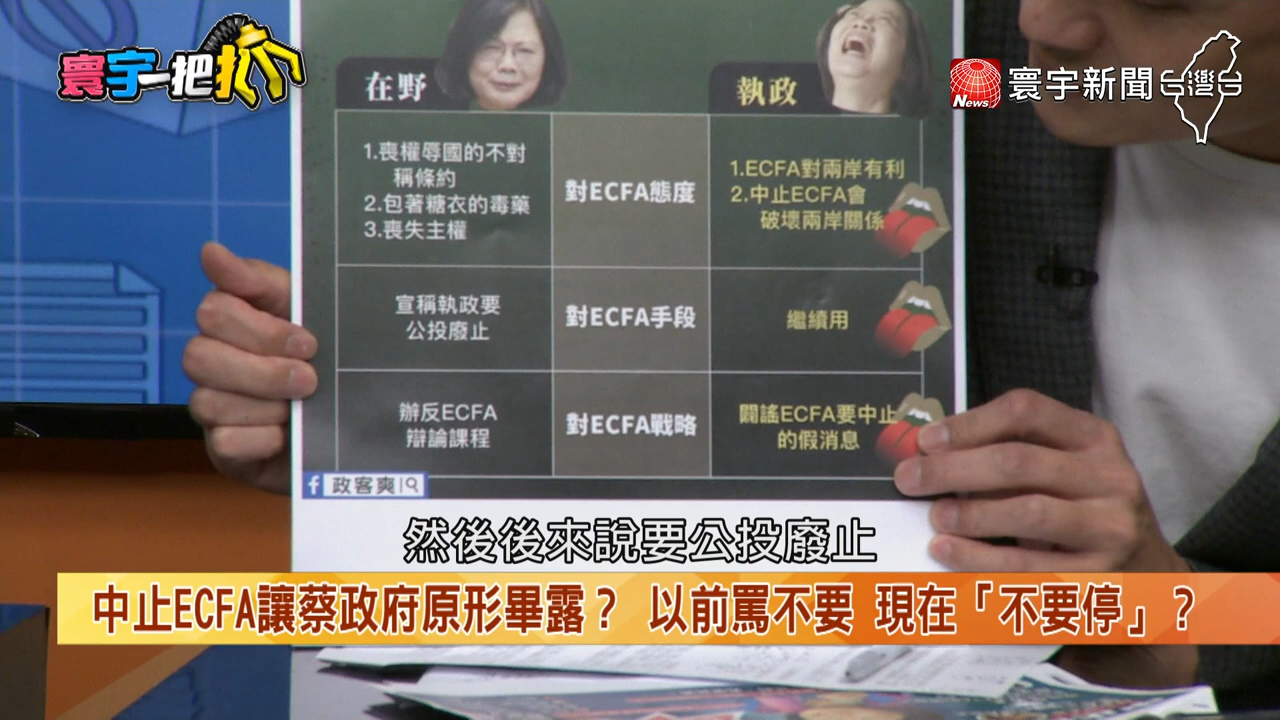 寰宇一把抓
News
寰宇新聞台灣台
在野
執政
1.喪權辱國的不對
稱條約
2.包著糖衣的毒藥
3.喪失主權
對ECFA態度
1.ECFA對兩岸有利
2.中止ECFA會
破壞兩岸關係
宣稱執政要
公投廢止
對ECFA手段
繼續用
辦反ECFA
辯論課程
對ECFA戰略
闢謠ECFA要中止
的假消息
f 政客爽
然後後來說要公投廢止
中止ECFA讓蔡政府原形畢露？ 以前罵不要 現在「不要停」？